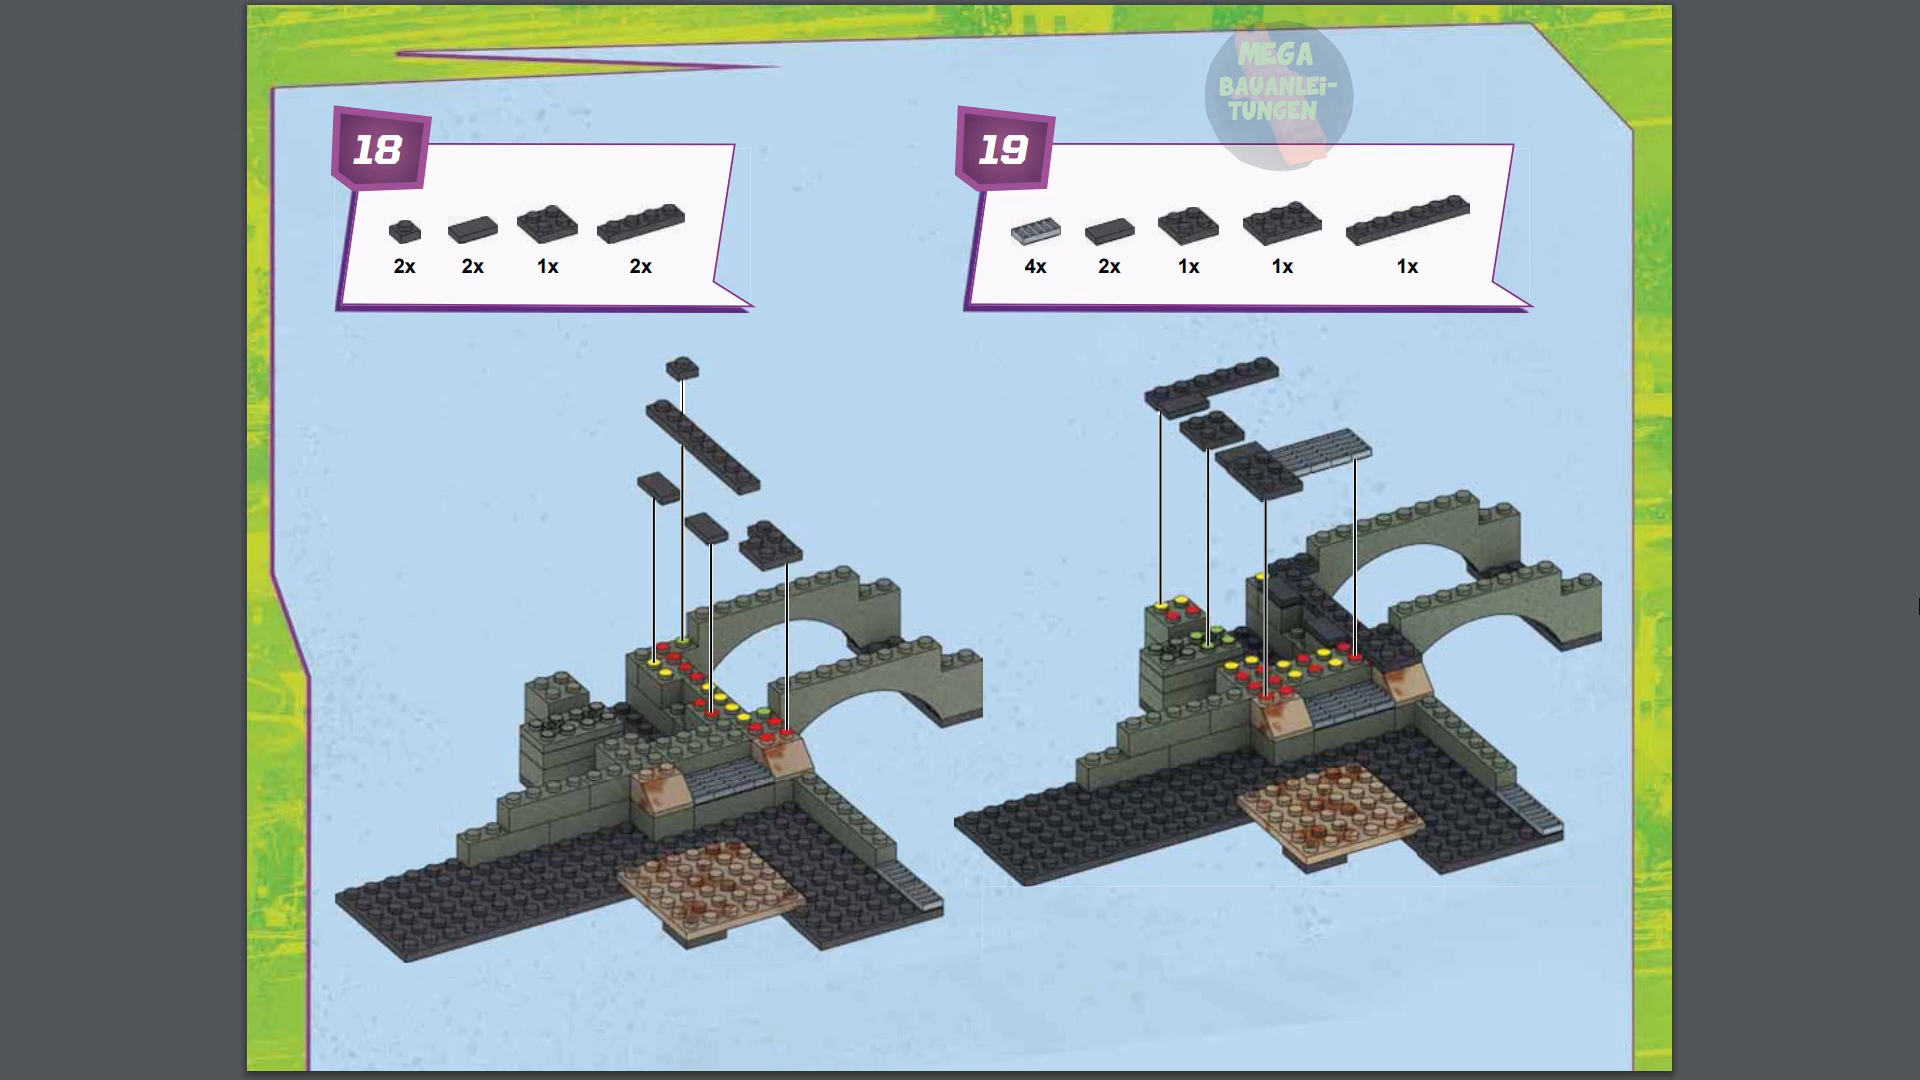 MEGA
BAUANLEi-
TUNGEN
18
2x 2x 1x 2x
19
4x 2x 1x 1x 1x